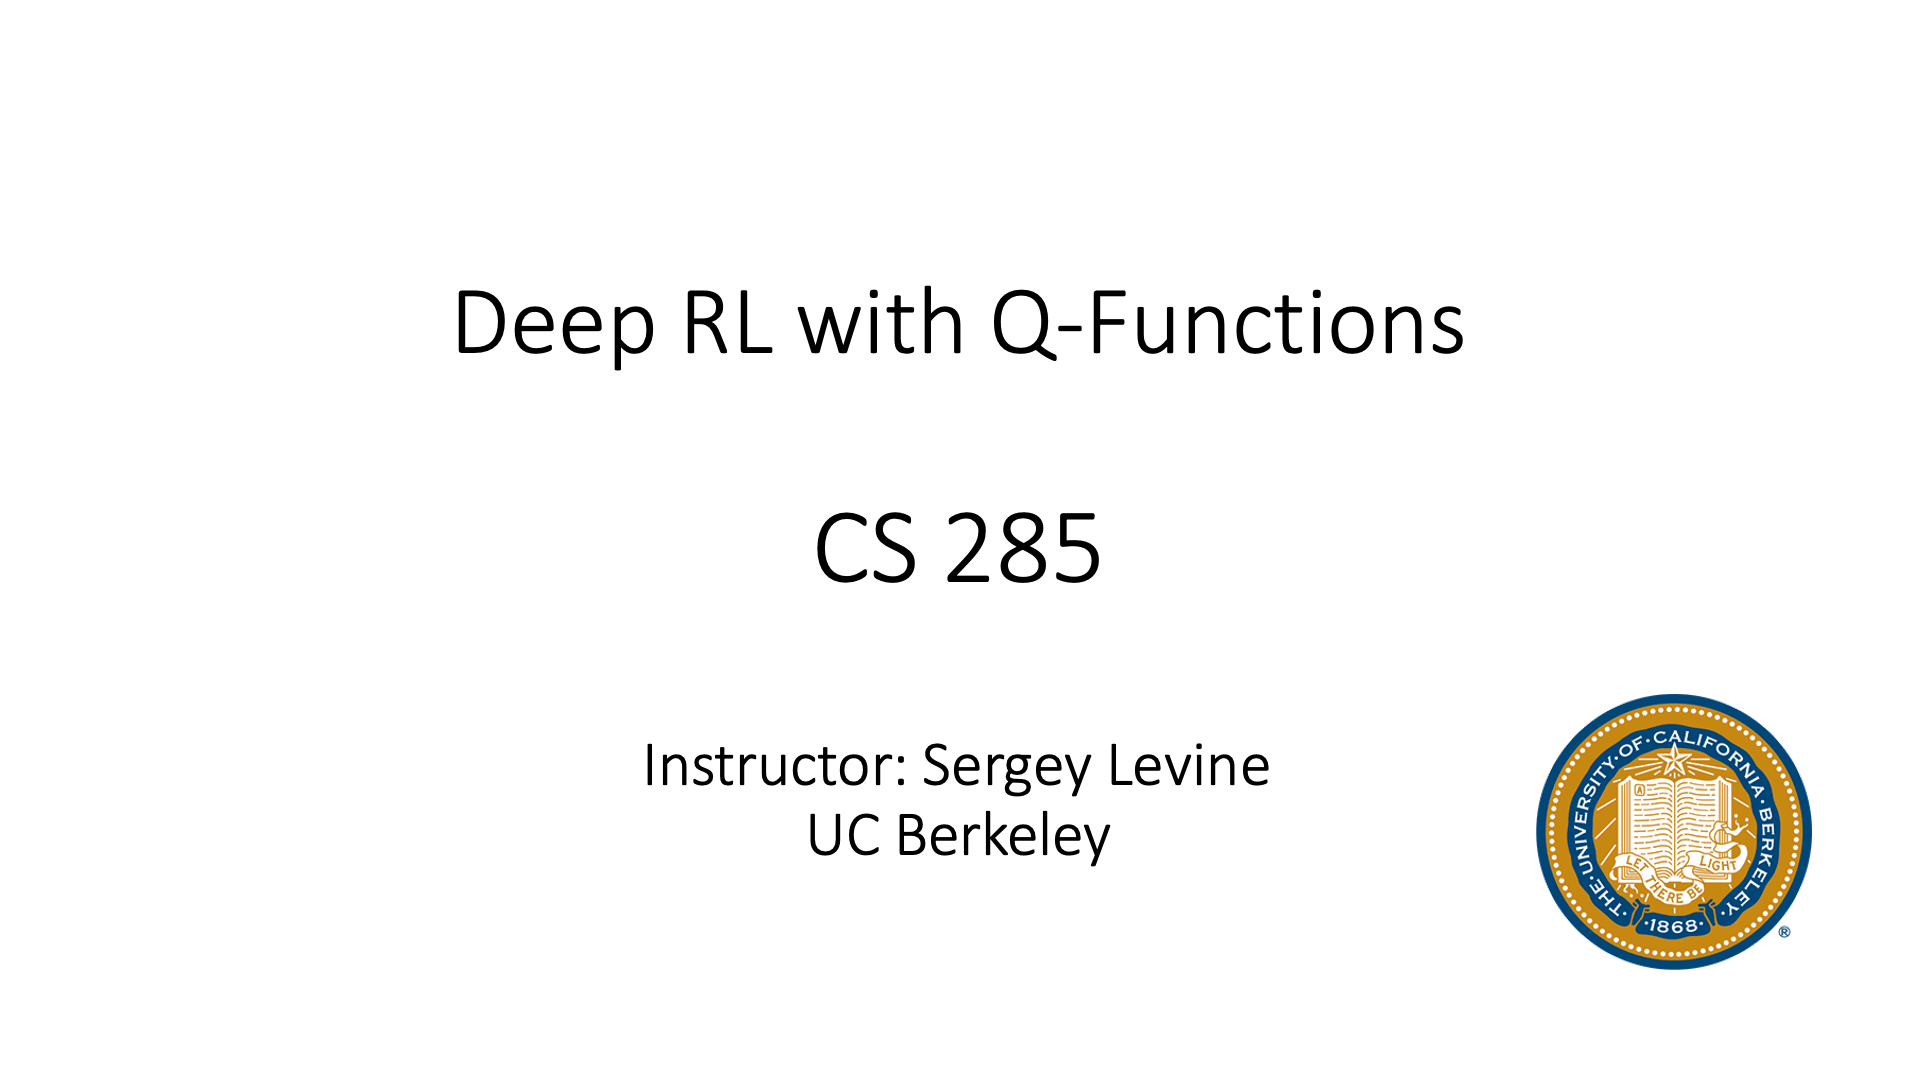 Deep RL with Q-Functions
CS 285
Instructor: Sergey Levine
UC Berkeley
THE·UNIVERSITY·OF·CALIFORNIA·BERKELEY
A
LET THERE BE LIGHT
·1868·
®